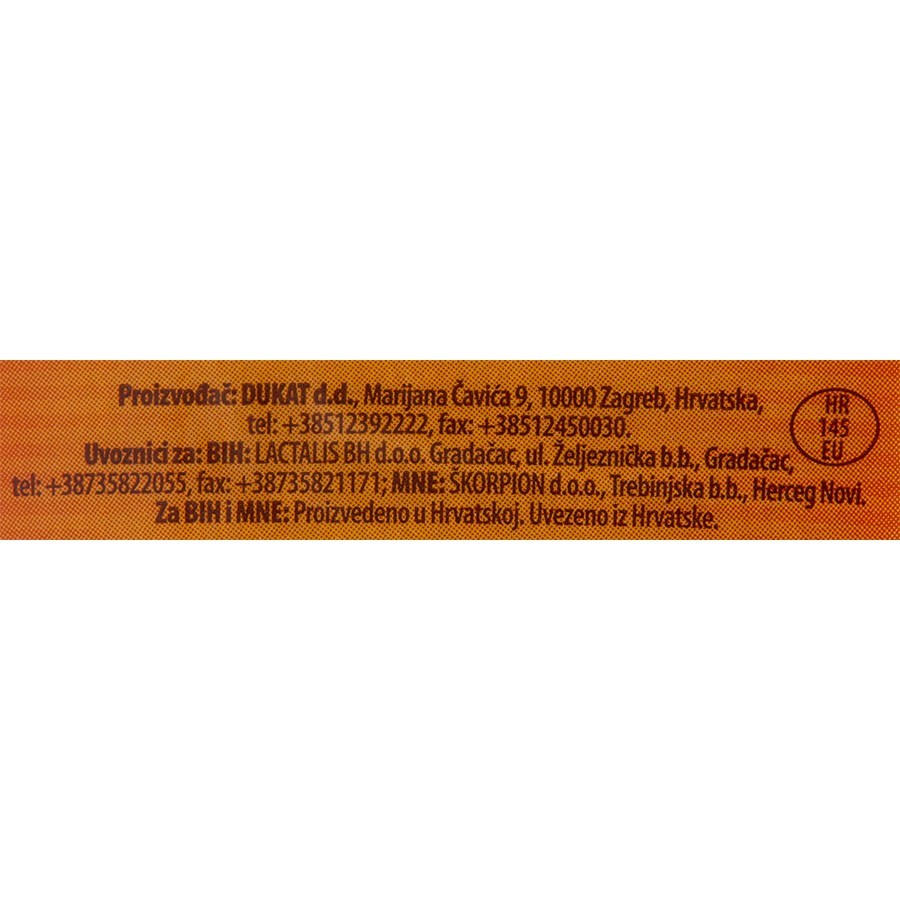 Proizvođač: DUKAT d.d., Marijana Čavića 9, 10000 Zagreb, Hrvatska,
tel: +38512392222, fax: +38512450030.
Uvoznici za: BIH: LACTALIS BH d.o.o. Gradačac, ul. Željeznička b.b., Gradačac,
tel: +38735822055, fax: +38735821171; MNE: ŠKORPION d.o.o., Trebinjska b.b., Herceg Novi.
Za BIH i MNE: Proizvedeno u Hrvatskoj. Uvezeno iz Hrvatske.
HR
145
EU